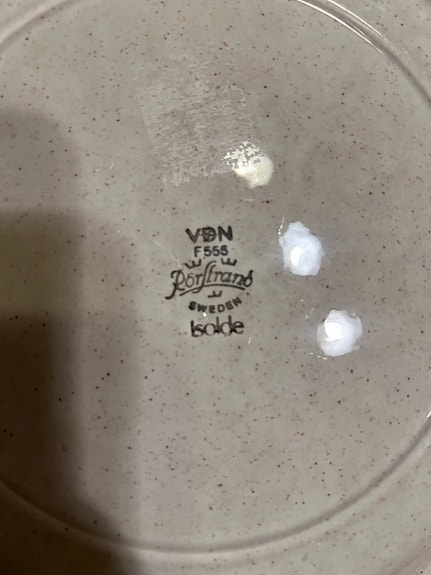 VDN
F555
Rörstrand
SWEDEN
Isolde